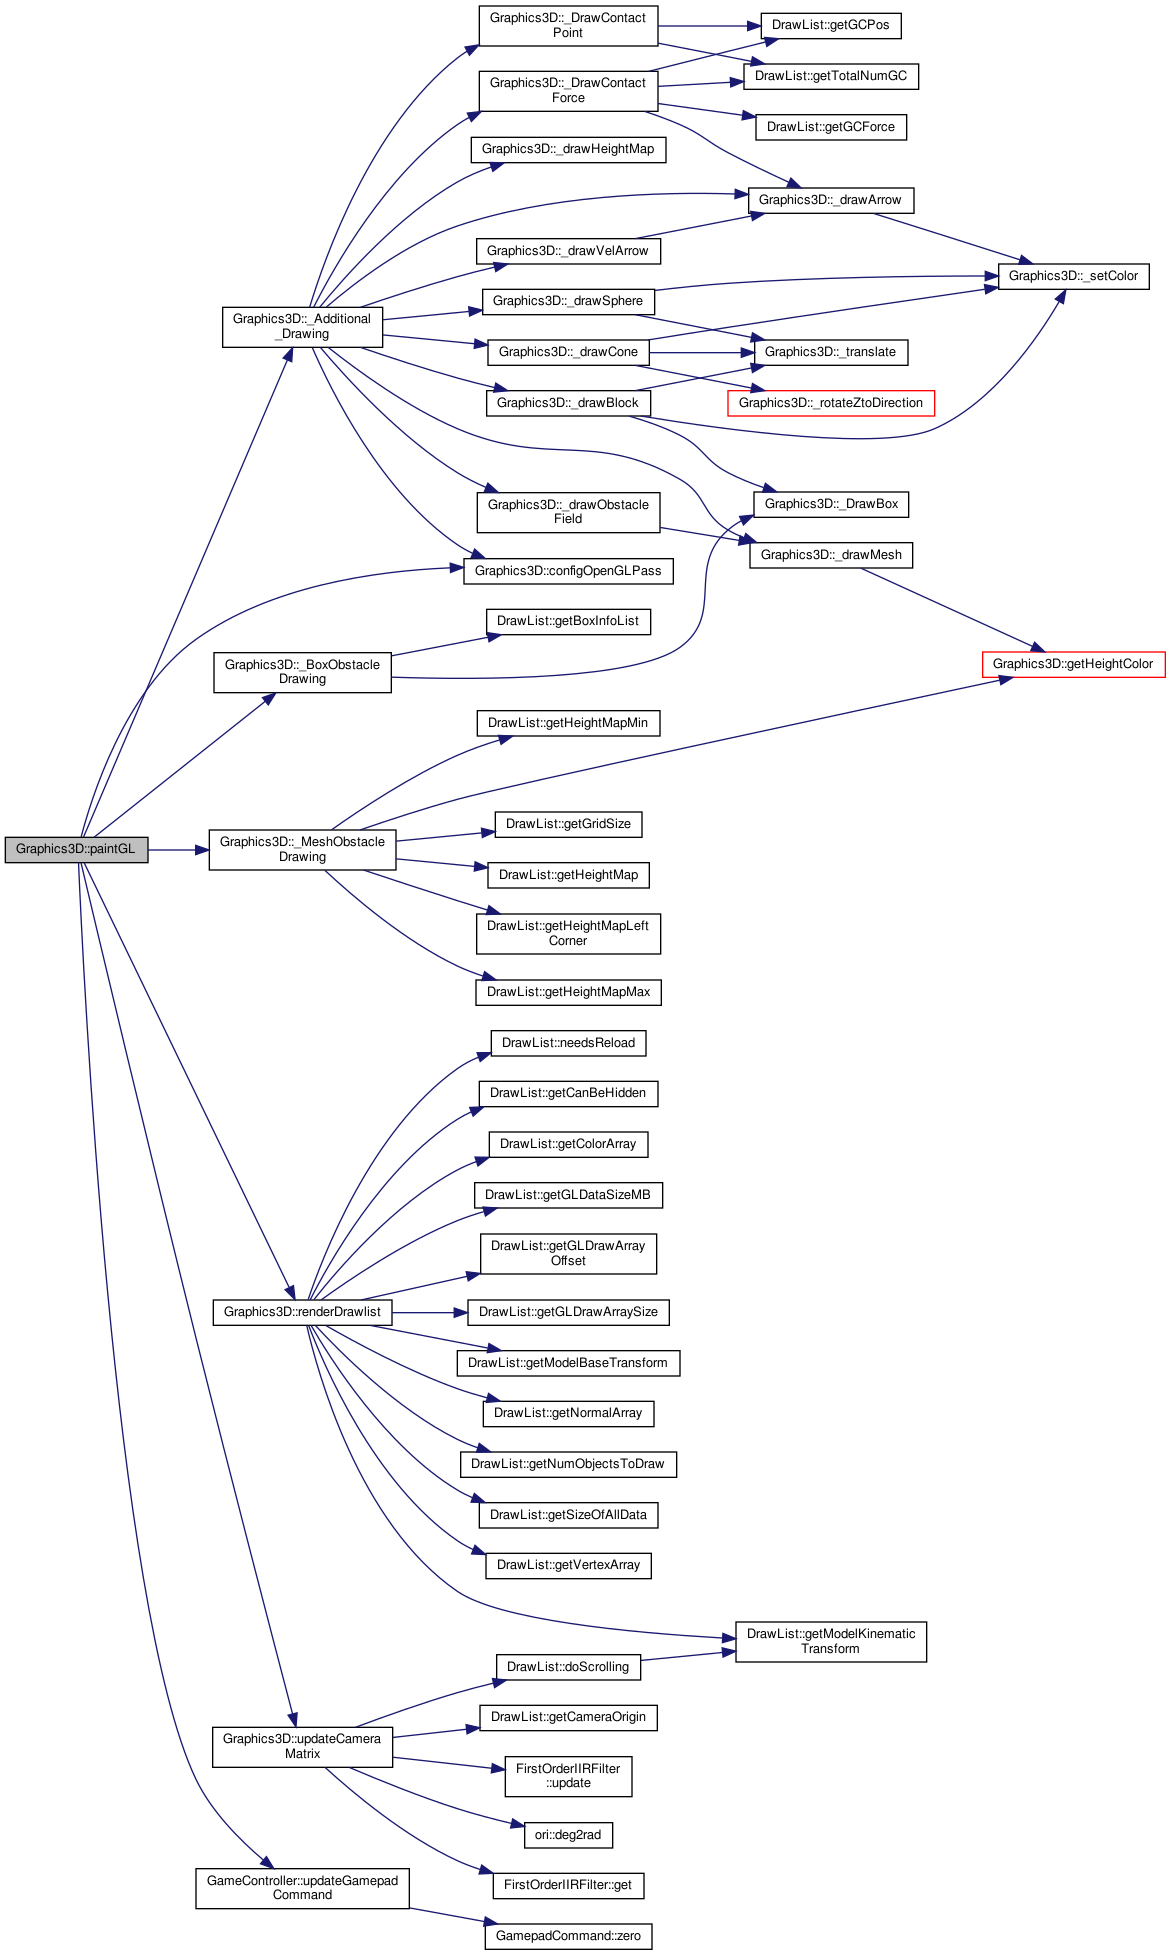 Graphics3D::paintGL
Graphics3D::_Additional
_Drawing
Graphics3D::_DrawContact
Point
DrawList::getGCPos
DrawList::getTotalNumGC
Graphics3D::_DrawContact
Force
DrawList::getGCForce
Graphics3D::_drawHeightMap
Graphics3D::_drawArrow
Graphics3D::_drawVelArrow
Graphics3D::_setColor
Graphics3D::_drawSphere
Graphics3D::_drawCone
Graphics3D::_translate
Graphics3D::_drawBlock
Graphics3D::_rotateZtoDirection
Graphics3D::_drawObstacle
Field
Graphics3D::_DrawBox
Graphics3D::_drawMesh
Graphics3D::configOpenGLPass
DrawList::getBoxInfoList
Graphics3D::_BoxObstacle
Drawing
Graphics3D::getHeightColor
DrawList::getHeightMapMin
Graphics3D::_MeshObstacle
Drawing
DrawList::getGridSize
DrawList::getHeightMap
DrawList::getHeightMapLeft
Corner
DrawList::getHeightMapMax
DrawList::needsReload
DrawList::getCanBeHidden
DrawList::getColorArray
DrawList::getGLDataSizeMB
DrawList::getGLDrawArray
Offset
Graphics3D::renderDrawlist
DrawList::getGLDrawArraySize
DrawList::getModelBaseTransform
DrawList::getNormalArray
DrawList::getNumObjectsToDraw
DrawList::getSizeOfAllData
DrawList::getVertexArray
DrawList::getModelKinematic
Transform
DrawList::doScrolling
DrawList::getCameraOrigin
Graphics3D::updateCamera
Matrix
FirstOrderIIRFilter
::update
ori::deg2rad
FirstOrderIIRFilter::get
GameController::updateGamepad
Command
GamepadCommand::zero